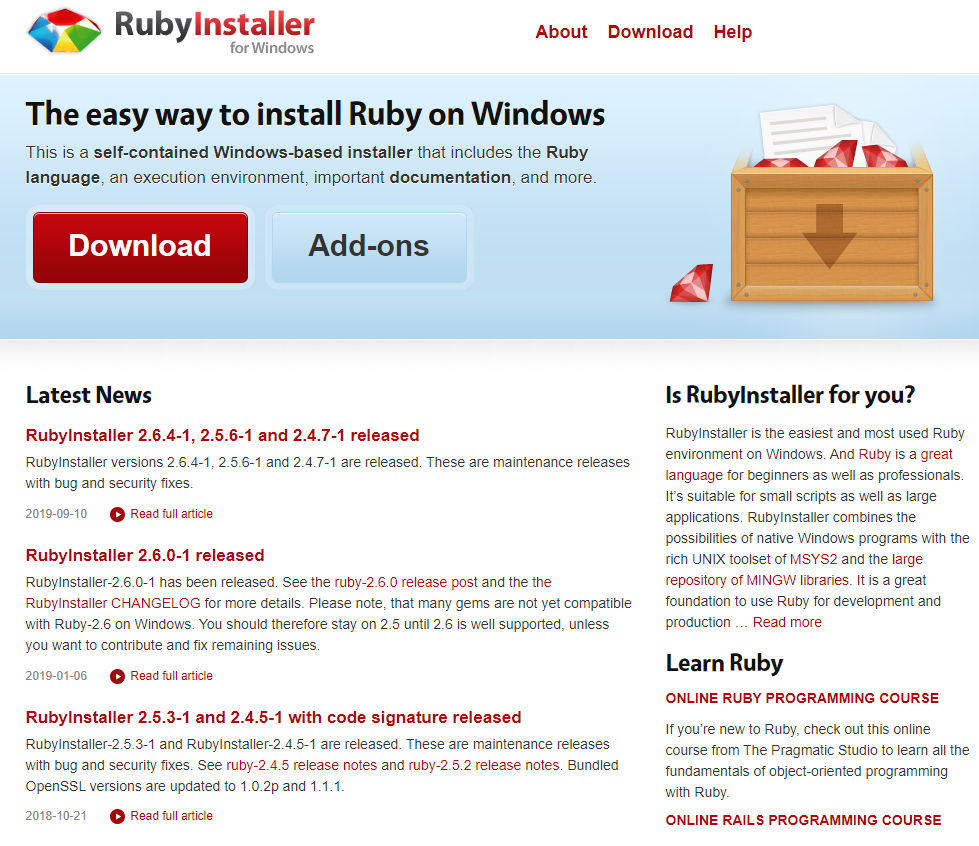 RubyInstaller
for Windows
About Download Help
The easy way to install Ruby on Windows
This is a self-contained Windows-based installer that includes the Ruby
language, an execution environment, important documentation, and more.
Download
Add-ons
Latest News
RubyInstaller 2.6.4-1, 2.5.6-1 and 2.4.7-1 released
RubyInstaller versions 2.6.4-1, 2.5.6-1 and 2.4.7-1 are released. These are maintenance releases
with bug and security fixes.
2019-09-10 Read full article
RubyInstaller 2.6.0-1 released
RubyInstaller-2.6.0-1 has been released. See the ruby-2.6.0 release post and the the
RubyInstaller CHANGELOG for more details. Please note, that many gems are not yet compatible
with Ruby-2.6 on Windows. You should therefore stay on 2.5 until 2.6 is well supported, unless
you want to contribute and fix remaining issues.
2019-01-06 Read full article
RubyInstaller 2.5.3-1 and 2.4.5-1 with code signature released
RubyInstaller-2.5.3-1 and RubyInstaller-2.4.5-1 are released. These are maintenance releases
with bug and security fixes. See ruby-2.4.5 release notes and ruby-2.5.2 release notes. Bundled
OpenSSL versions are updated to 1.0.2p and 1.1.1.
2018-10-21 Read full article
Is RubyInstaller for you?
RubyInstaller is the easiest and most used Ruby
environment on Windows. And Ruby is a great
language for beginners as well as professionals.
It’s suitable for small scripts as well as large
applications. RubyInstaller combines the
possibilities of native Windows programs with the
rich UNIX toolset of MSYS2 and the large
repository of MINGW libraries. It is a great
foundation to use Ruby for development and
production … Read more
Learn Ruby
ONLINE RUBY PROGRAMMING COURSE
If you’re new to Ruby, check out this online
course from The Pragmatic Studio to learn all the
fundamentals of object-oriented programming
with Ruby.
ONLINE RAILS PROGRAMMING COURSE